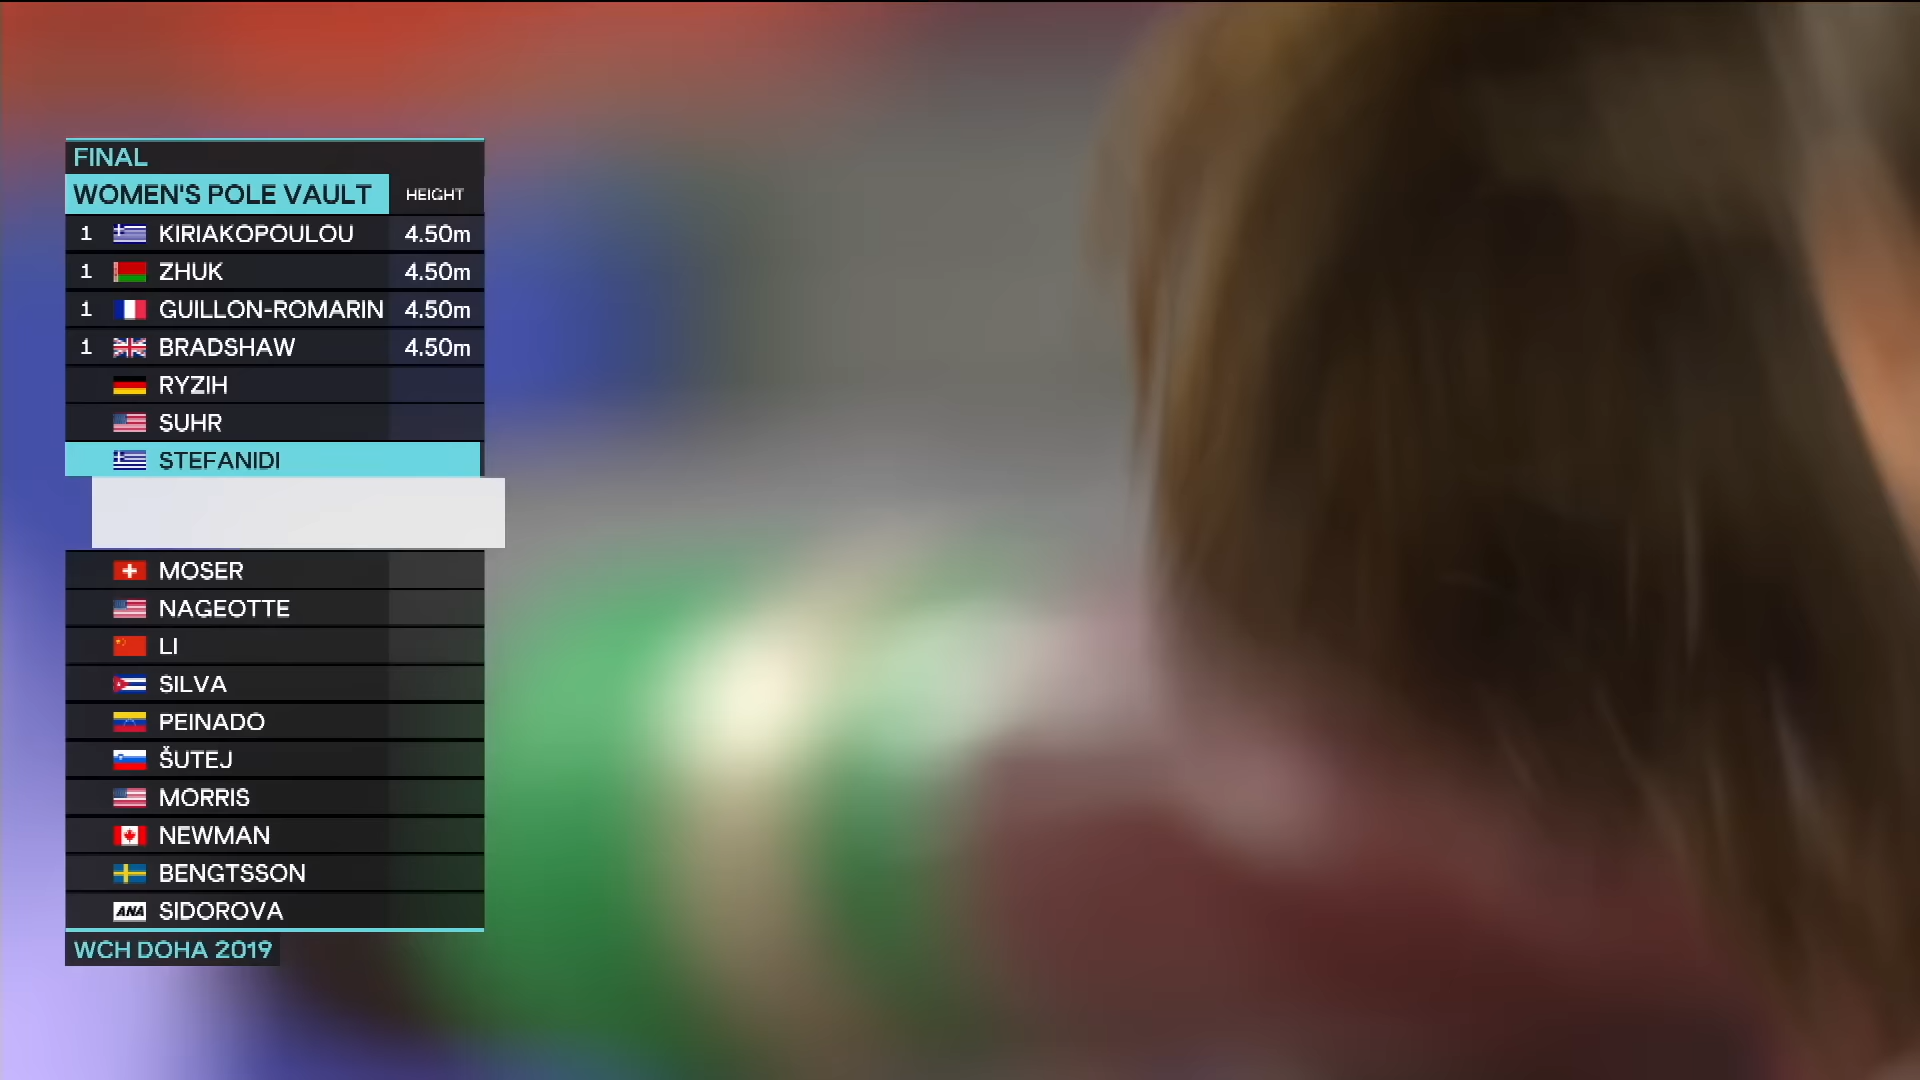 FINAL
WOMEN'S POLE VAULT HEIGHT
1 KIRIAKOPOULOU 4.50m
1 ZHUK 4.50m
1 GUILLON-ROMARIN 4.50m
1 BRADSHAW 4.50m
RYZIH
SUHR
STEFANIDI
MOSER
NAGEOTTE
LI
SILVA
PEINADO
ŠUTEJ
MORRIS
NEWMAN
BENGTSSON
ANA SIDOROVA
WCH DOHA 2019